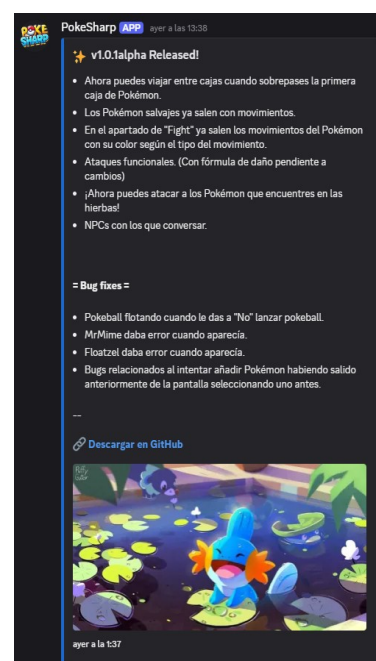 POKE
SHARP
PokeSharp APP ayer a las 13:38
✨ v1.0.1alpha Released!
• Ahora puedes viajar entre cajas cuando sobrepases la primera
caja de Pokémon.
• Los Pokémon salvajes ya salen con movimientos.
• En el apartado de "Fight" ya salen los movimientos del Pokémon
con su color según el tipo del movimiento.
• Ataques funcionales. (Con fórmula de daño pendiente a
cambios)
• ¡Ahora puedes atacar a los Pokémon que encuentres en las
hierbas!
• NPCs con los que conversar.
= Bug fixes =
• Pokeball flotando cuando le das a "No" lanzar pokeball.
• MrMime daba error cuando aparecía.
• Floatzel daba error cuando aparecía.
• Bugs relacionados al intentar añadir Pokémon habiendo salido
anteriormente de la pantalla seleccionando uno antes.
--
🔗 Descargar en GitHub
ayer a la 1:37